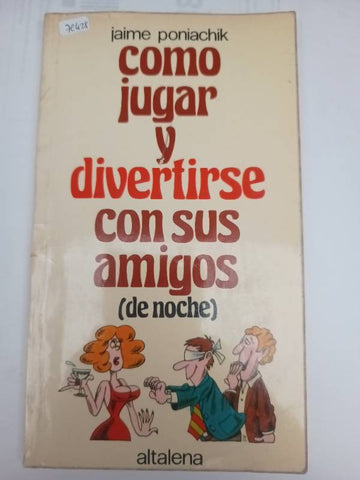 jaime poniachik
como
jugar
y
divertirse
con sus
amigos
(de noche)
altalena